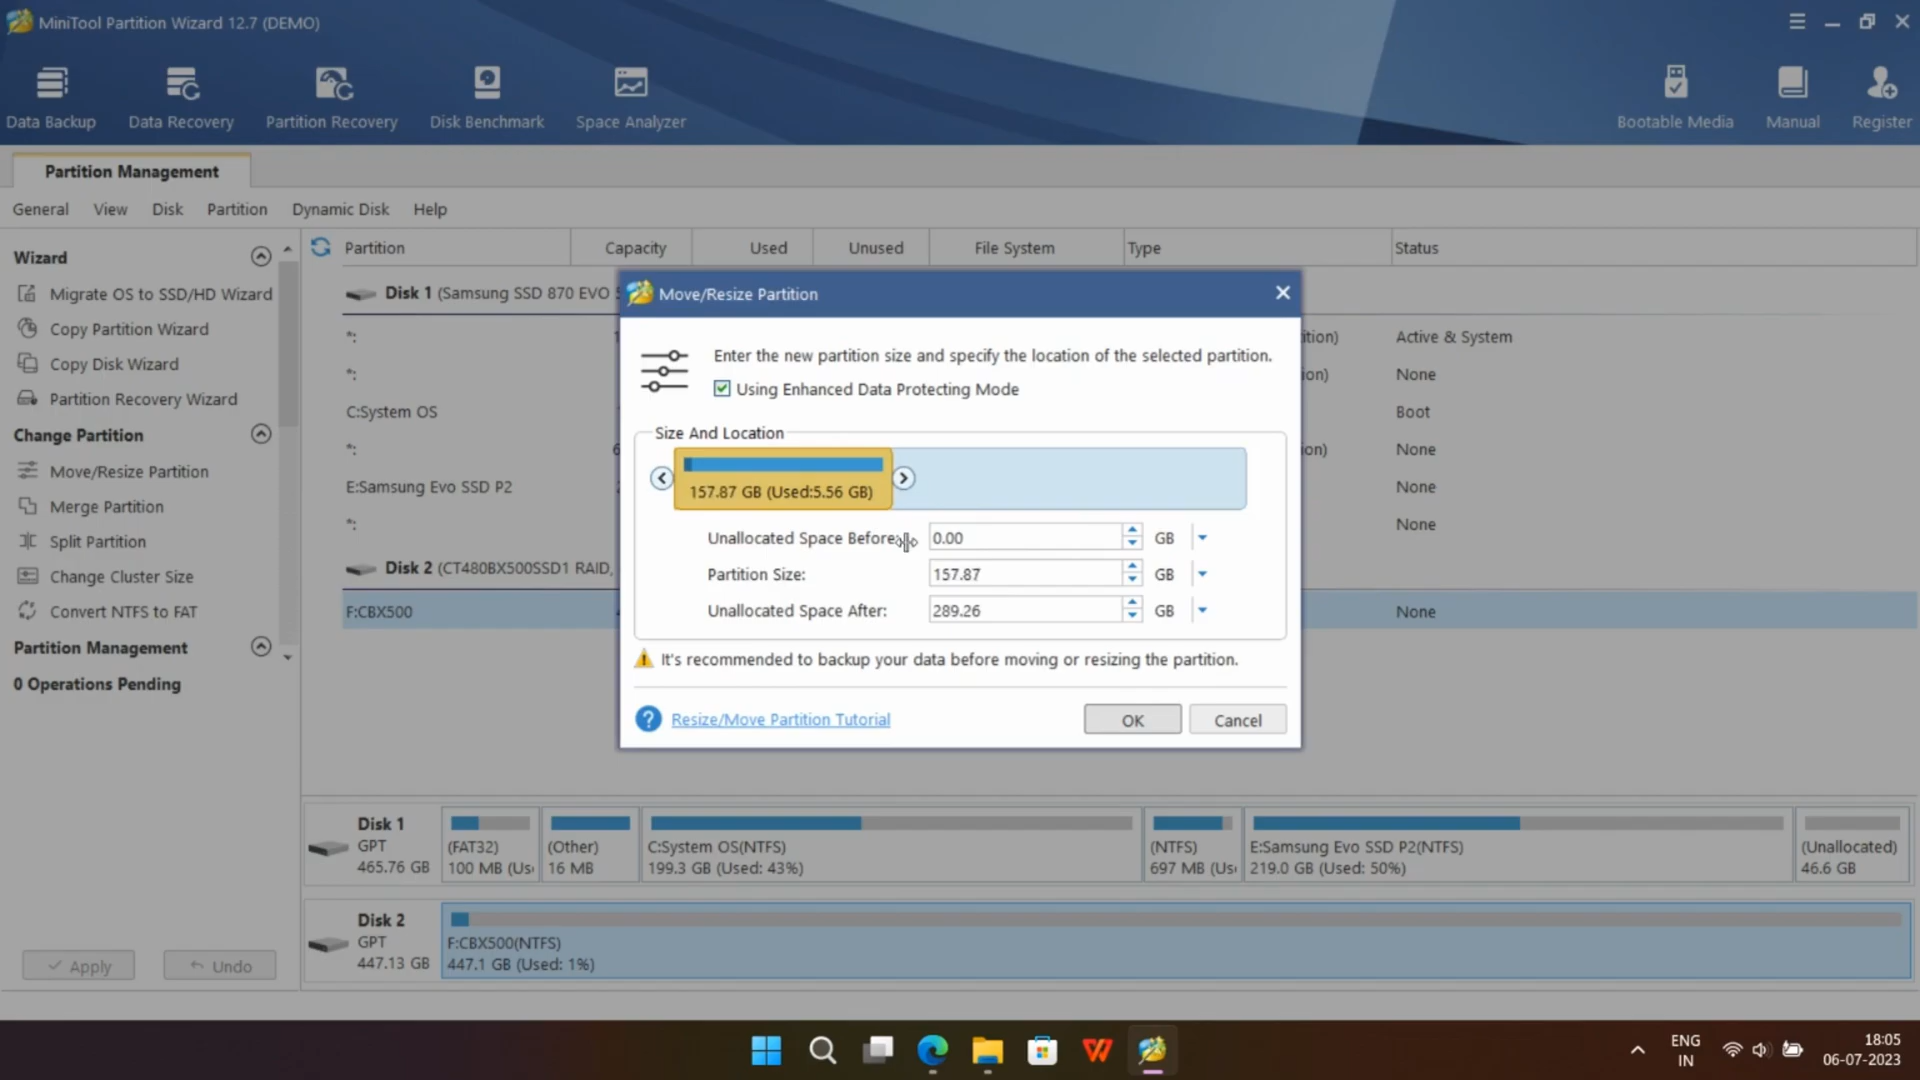 MiniTool Partition Wizard 12.7 (DEMO)
Data Backup
Data Recovery
Partition Recovery
Disk Benchmark
Space Analyzer
Bootable Media
Manual
Register
Partition Management
General
View
Disk
Partition
Dynamic Disk
Help
Wizard
Migrate OS to SSD/HD Wizard
Copy Partition Wizard
Copy Disk Wizard
Partition Recovery Wizard
Change Partition
Move/Resize Partition
Merge Partition
Split Partition
Change Cluster Size
Convert NTFS to FAT
Partition Management
0 Operations Pending
Apply
Undo
Partition
Capacity
Used
Unused
File System
Type
Status
Disk 1 (Samsung SSD 870 EVO
*:
ition)
Active & System
*:
ion)
None
C:System OS
Boot
*:
6
ion)
None
E:Samsung Evo SSD P2
None
*:
None
Disk 2 (CT480BX500SSD1 RAID,
F:CBX500
None
Move/Resize Partition
Enter the new partition size and specify the location of the selected partition.
Using Enhanced Data Protecting Mode
Size And Location
157.87 GB (Used:5.56 GB)
Unallocated Space Before: 0.00 GB
Partition Size: 157.87 GB
Unallocated Space After: 289.26 GB
It's recommended to backup your data before moving or resizing the partition.
Resize/Move Partition Tutorial
OK
Cancel
Disk 1
GPT
465.76 GB
(FAT32)
100 MB (Us
(Other)
16 MB
C:System OS(NTFS)
199.3 GB (Used: 43%)
(NTFS)
697 MB (Us
E:Samsung Evo SSD P2(NTFS)
219.0 GB (Used: 50%)
(Unallocated)
46.6 GB
Disk 2
GPT
447.13 GB
F:CBX500(NTFS)
447.1 GB (Used: 1%)
ENG
IN
18:05
06-07-2023